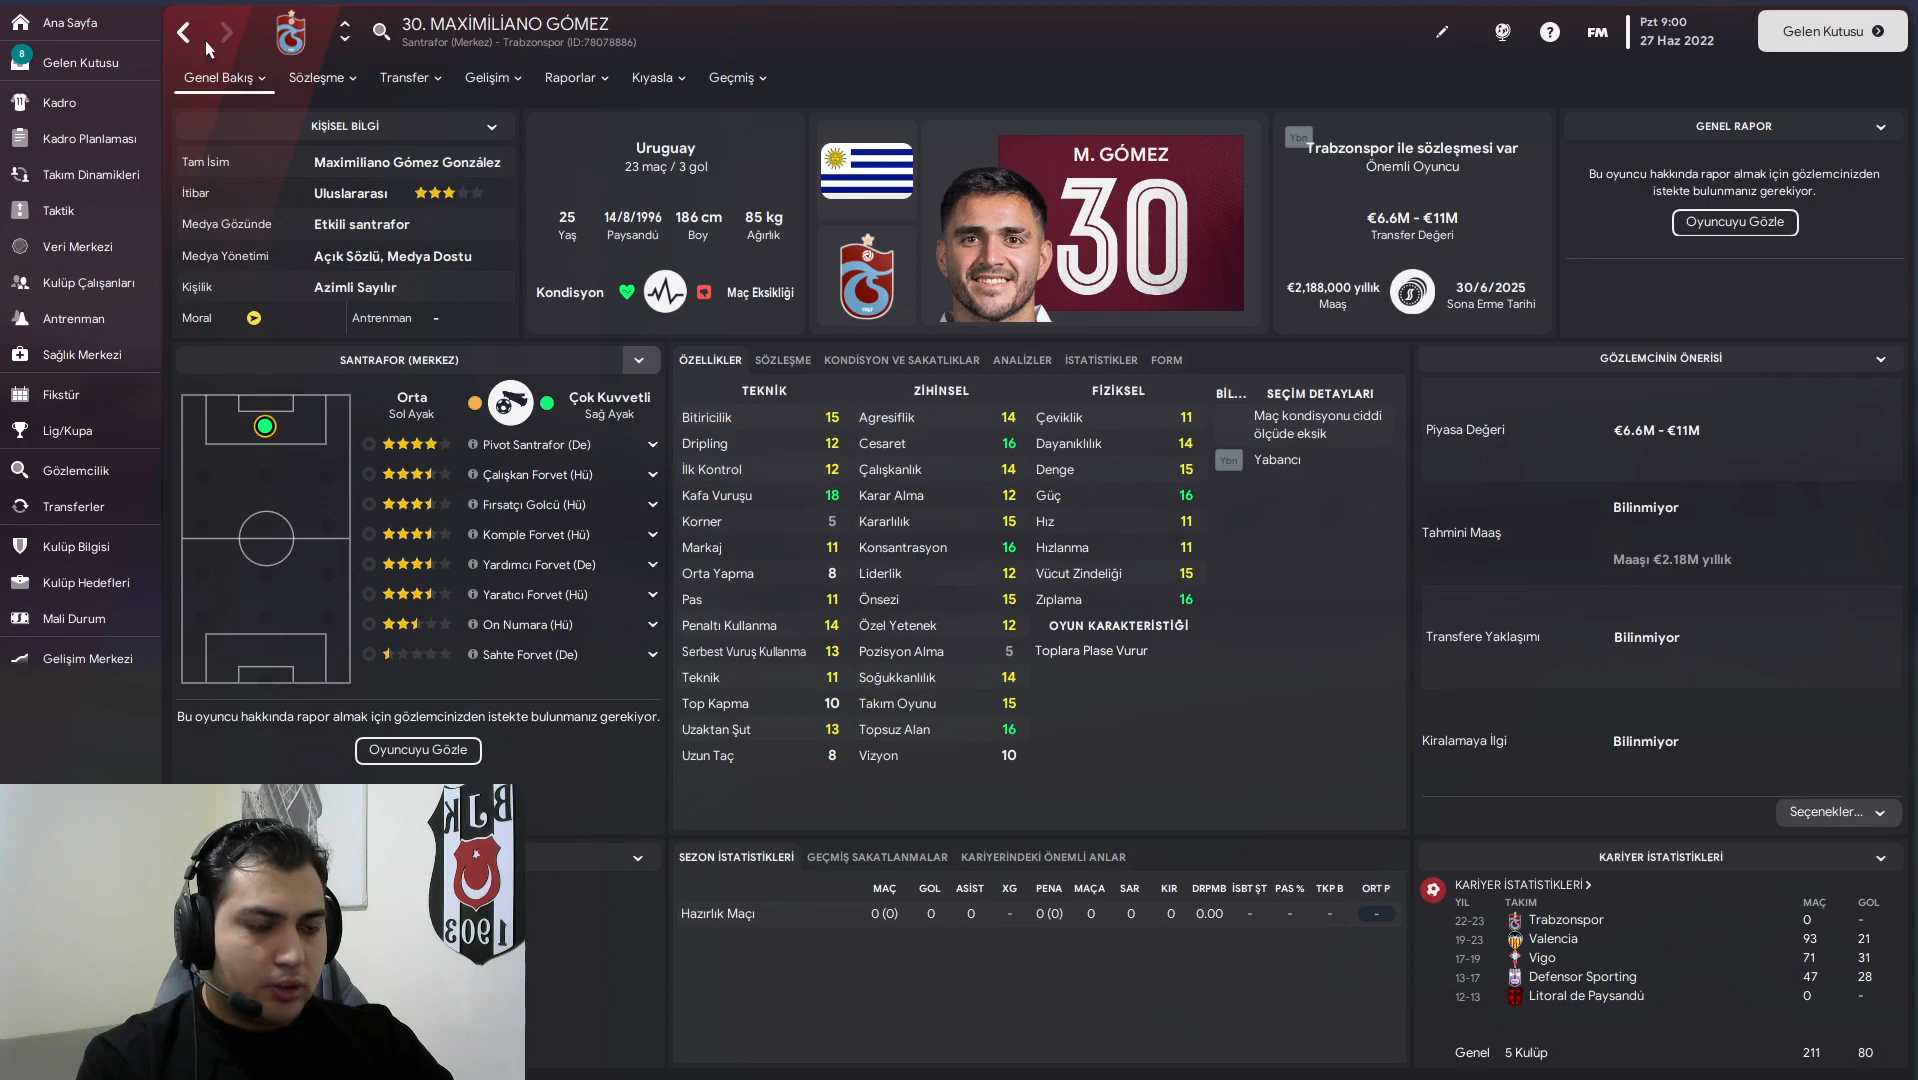 Ana Sayfa
8
Gelen Kutusu
Kadro
Kadro Planlaması
Takım Dinamikleri
Taktik
Veri Merkezi
Kulüp Çalışanları
Antrenman
Sağlık Merkezi
Fikstür
Lig/Kupa
Gözlemcilik
Transferler
Kulüp Bilgisi
Kulüp Hedefleri
Mali Durum
Gelişim Merkezi
30. MAXİMİLİANO GÓMEZ
Santrafor (Merkez) - Trabzonspor (ID:78078886)
FM
Pzt 9:00
27 Haz 2022
Gelen Kutusu
Genel Bakış
Sözleşme
Transfer
Gelişim
Raporlar
Kıyasla
Geçmiş
KİŞİSEL BİLGİ
Tam İsim Maximiliano Gómez González
İtibar Uluslararası
Medya Gözünde Etkili santrafor
Medya Yönetimi Açık Sözlü, Medya Dostu
Kişilik Azimli Sayılır
Moral
Antrenman -
Uruguay
23 maç / 3 gol
25 14/8/1996 186 cm 85 kg
Yaş Paysandú Boy Ağırlık
Kondisyon
Maç Eksikliği
M. GÓMEZ
30
Ybn
Trabzonspor ile sözleşmesi var
Önemli Oyuncu
€6.6M - €11M
Transfer Değeri
€2,188,000 yıllık
Maaş
30/6/2025
Sona Erme Tarihi
GENEL RAPOR
Bu oyuncu hakkında rapor almak için gözlemcinizden
istekte bulunmanız gerekiyor.
Oyuncuyu Gözle
SANTRAFOR (MERKEZ)
Orta
Sol Ayak
Çok Kuvvetli
Sağ Ayak
Pivot Santrafor (De)
Çalışkan Forvet (Hü)
Fırsatçı Golcü (Hü)
Komple Forvet (Hü)
Yardımcı Forvet (De)
Yaratıcı Forvet (Hü)
On Numara (Hü)
Sahte Forvet (De)
Bu oyuncu hakkında rapor almak için gözlemcinizden istekte bulunmanız gerekiyor.
Oyuncuyu Gözle
ÖZELLİKLER SÖZLEŞME KONDİSYON VE SAKATLIKLAR ANALİZLER İSTATİSTİKLER FORM
TEKNİK
Bitiricilik 15
Dripling 12
İlk Kontrol 12
Kafa Vuruşu 18
Korner 5
Markaj 11
Orta Yapma 8
Pas 11
Penaltı Kullanma 14
Serbest Vuruş Kullanma 13
Teknik 11
Top Kapma 10
Uzaktan Şut 13
Uzun Taç 8
ZİHİNSEL
Agresiflik 14
Cesaret 16
Çalışkanlık 14
Karar Alma 12
Kararlılık 15
Konsantrasyon 16
Liderlik 12
Önsezi 15
Özel Yetenek 12
Pozisyon Alma 5
Soğukkanlılık 14
Takım Oyunu 15
Topsuz Alan 16
Vizyon 10
FİZİKSEL
Çeviklik 11
Dayanıklılık 14
Denge 15
Güç 16
Hız 11
Hızlanma 11
Vücut Zindeliği 15
Zıplama 16
OYUN KARAKTERİSTİĞİ
Toplara Plase Vurur
BİL... SEÇİM DETAYLARI
Maç kondisyonu ciddi
ölçüde eksik
Ybn Yabancı
GÖZLEMCİNİN ÖNERİSİ
Piyasa Değeri €6.6M - €11M
Bilinmiyor
Tahmini Maaş
Maaşı €2.18M yıllık
Transfere Yaklaşımı Bilinmiyor
Kiralamaya İlgi Bilinmiyor
Seçenekler...
BJK
1903
SEZON İSTATİSTİKLERİ GEÇMİŞ SAKATLANMALAR KARİYERİNDEKİ ÖNEMLİ ANLAR
MAÇ GOL ASİST XG PENA MAÇA SAR KIR DRPMB İSBT ŞT PAS % TKP B ORT P
Hazırlık Maçı 0 (0) 0 0 - 0 (0) 0 0 0 0.00 - - - -
KARİYER İSTATİSTİKLERİ
KARİYER İSTATİSTİKLERİ
YIL TAKIM MAÇ GOL
22-23 Trabzonspor 0 -
19-23 Valencia 93 21
17-19 Vigo 71 31
13-17 Defensor Sporting 47 28
12-13 Litoral de Paysandú 0 -
Genel 5 Kulüp 211 80